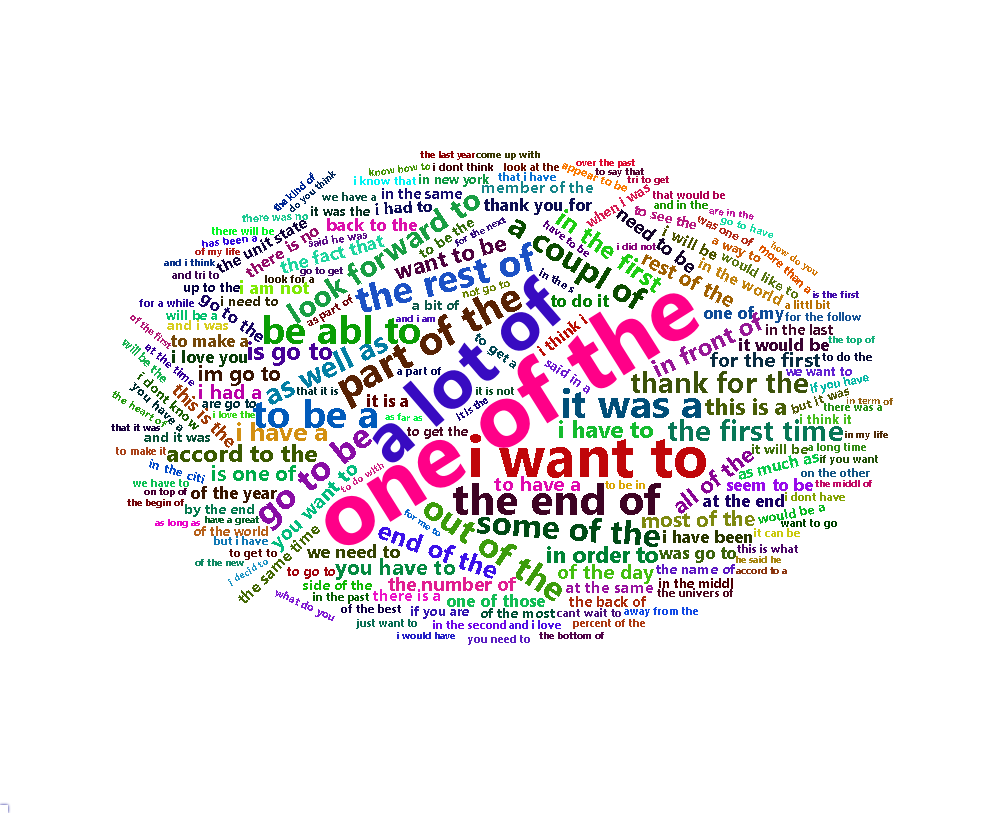 the last year
come up with
know how to
i dont think
look at the
over the past
to say that
appear to be
tri to get
the kind of
do you think
i know that
in new york
that i have
member of the
we have a
in the same
when i was
that would be
and in the
are in the
there was no
it was the
i had to
thank you for
to see the
was one of
go to have
there will be
the unit state
there is no
said he was
back to the
look forward to
to be the
for the next
a coupl of
have to be
in the first
i did not
need to be
i will be
would like to
a way to
more then a
how do you
has been a
of my life
the fact that
want to be
and i think
and tri to
go to get
look for a
the rest of
rest of the
in the world
up to the
i am not
as part of
a bit of
not go to
in the s
to do it
is the first
a littl bit
for a while
go to the
i need to
one of my
for the follow
will be a
be abl to
and i am
part of the
a lot of
i think i
in front of
in the last
of the first
and i was
to make a
i love you
is go to
as well as
to get a
it would be
the top of
at the time
will be the
im go to
a part of
said in a
for the first
to do the
we want to
i dont know
you have a
this is the
i had a
that it is
it is a
it is not
thank for the
if you have
the heart of
are go to
i love the
to be a
as far as
it is the
one of the
it was a
this is a
but it was
in term of
there was a
i think it
that it was
and it was
i have a
go to be
to get the
i have to
the first time
in my life
to make it
accord to the
i want to
it will be
a long time
in the citi
is one of
you want to
to do with
to have a
to be in
all of the
as much as
if you want
on the other
we have to
on top of
of the year
the end of
seem to be
the middl of
at the end
i dont have
the begin of
by the end
as long as
have a great
for me to
out of the
some of the
most of the
would be a
want to go
of the world
but i have
the same time
end of the
i have been
it can be
of the new
to get to
we need to
in order to
was go to
this is what
he said he
i decid to
to go to
you have to
of the day
the name of
accord to a
side of the
the number of
at the same
in the middl
the univers of
what do you
in the past
there is a
one of those
the back of
of the best
if you are
of the most
cant wait to
away from the
just want to
in the second
and i love
percent of the
i would have
you need to
the bottom of